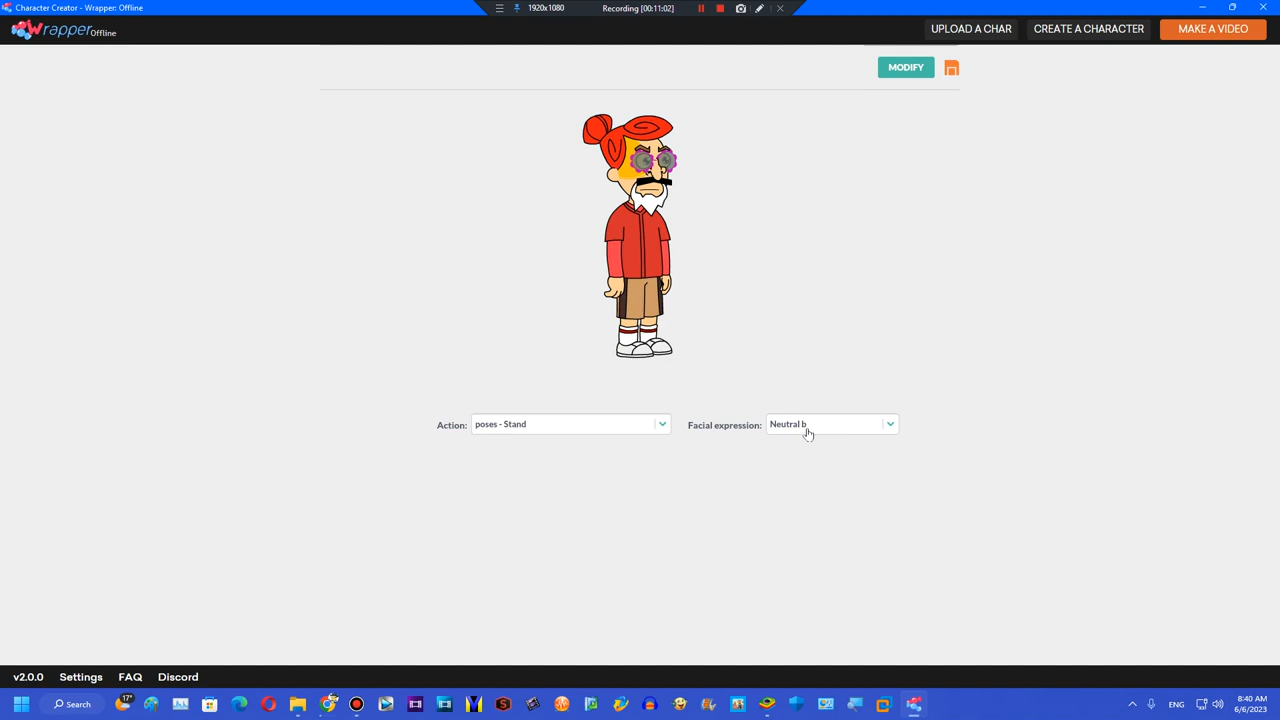 Character Creator - Wrapper: Offline
1920x1080
Recording [00:11:02]
Wrapper Offline
UPLOAD A CHAR
CREATE A CHARACTER
MAKE A VIDEO
MODIFY
Action:
poses - Stand
Facial expression:
Neutral b
v2.0.0
Settings
FAQ
Discord
Search
17°
ENG
8:40 AM
6/6/2023